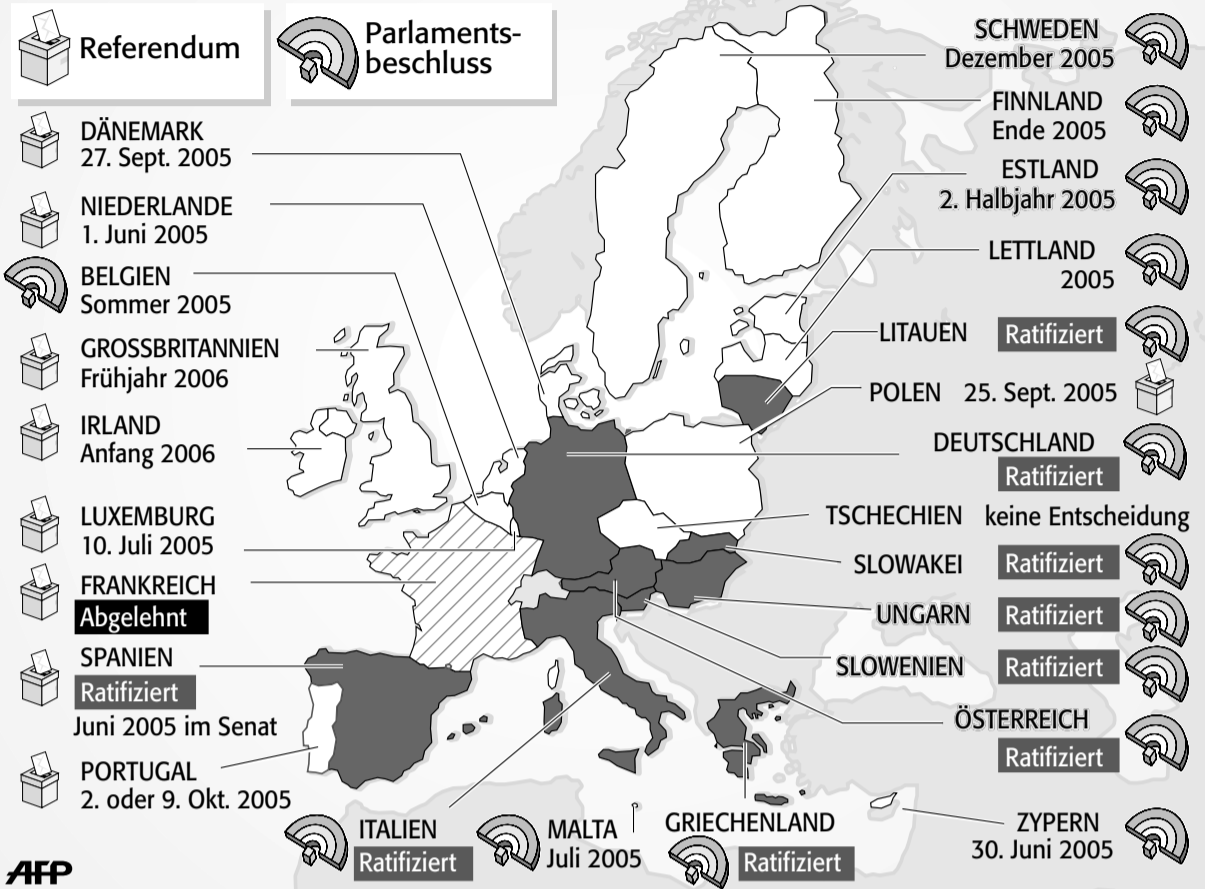 Referendum
Parlaments-
beschluss
DÄNEMARK
27. Sept. 2005
NIEDERLANDE
1. Juni 2005
BELGIEN
Sommer 2005
GROSSBRITANNIEN
Frühjahr 2006
IRLAND
Anfang 2006
LUXEMBURG
10. Juli 2005
FRANKREICH
Abgelehnt
SPANIEN
Ratifiziert
Juni 2005 im Senat
PORTUGAL
2. oder 9. Okt. 2005
SCHWEDEN
Dezember 2005
FINNLAND
Ende 2005
ESTLAND
2. Halbjahr 2005
LETTLAND
2005
LITAUEN Ratifiziert
POLEN 25. Sept. 2005
DEUTSCHLAND
Ratifiziert
TSCHECHIEN keine Entscheidung
SLOWAKEI Ratifiziert
UNGARN Ratifiziert
SLOWENIEN Ratifiziert
ÖSTERREICH
Ratifiziert
ITALIEN
Ratifiziert
MALTA
Juli 2005
GRIECHENLAND
Ratifiziert
ZYPERN
30. Juni 2005
AFP